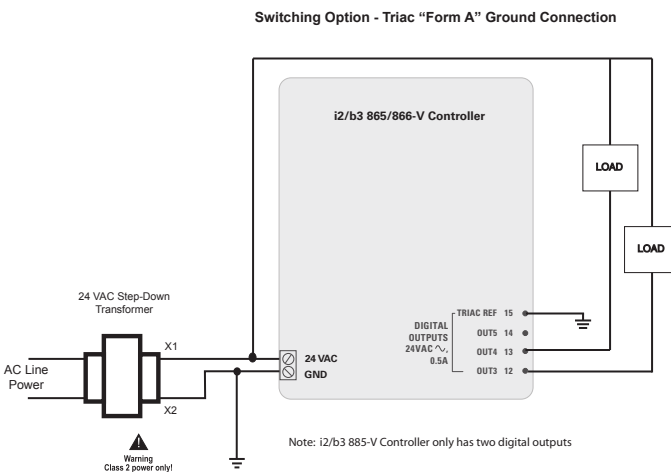 Switching Option - Triac “Form A” Ground Connection
i2/b3 865/866-V Controller
LOAD
LOAD
24 VAC Step-Down
Transformer
TRIAC REF 15
DIGITAL
OUTPUTS
24VAC ∿,
0.5A
OUT5 14
OUT4 13
OUT3 12
X1
AC Line
Power
X2
24 VAC
GND
Warning
Class 2 power only!
Note: i2/b3 885-V Controller only has two digital outputs